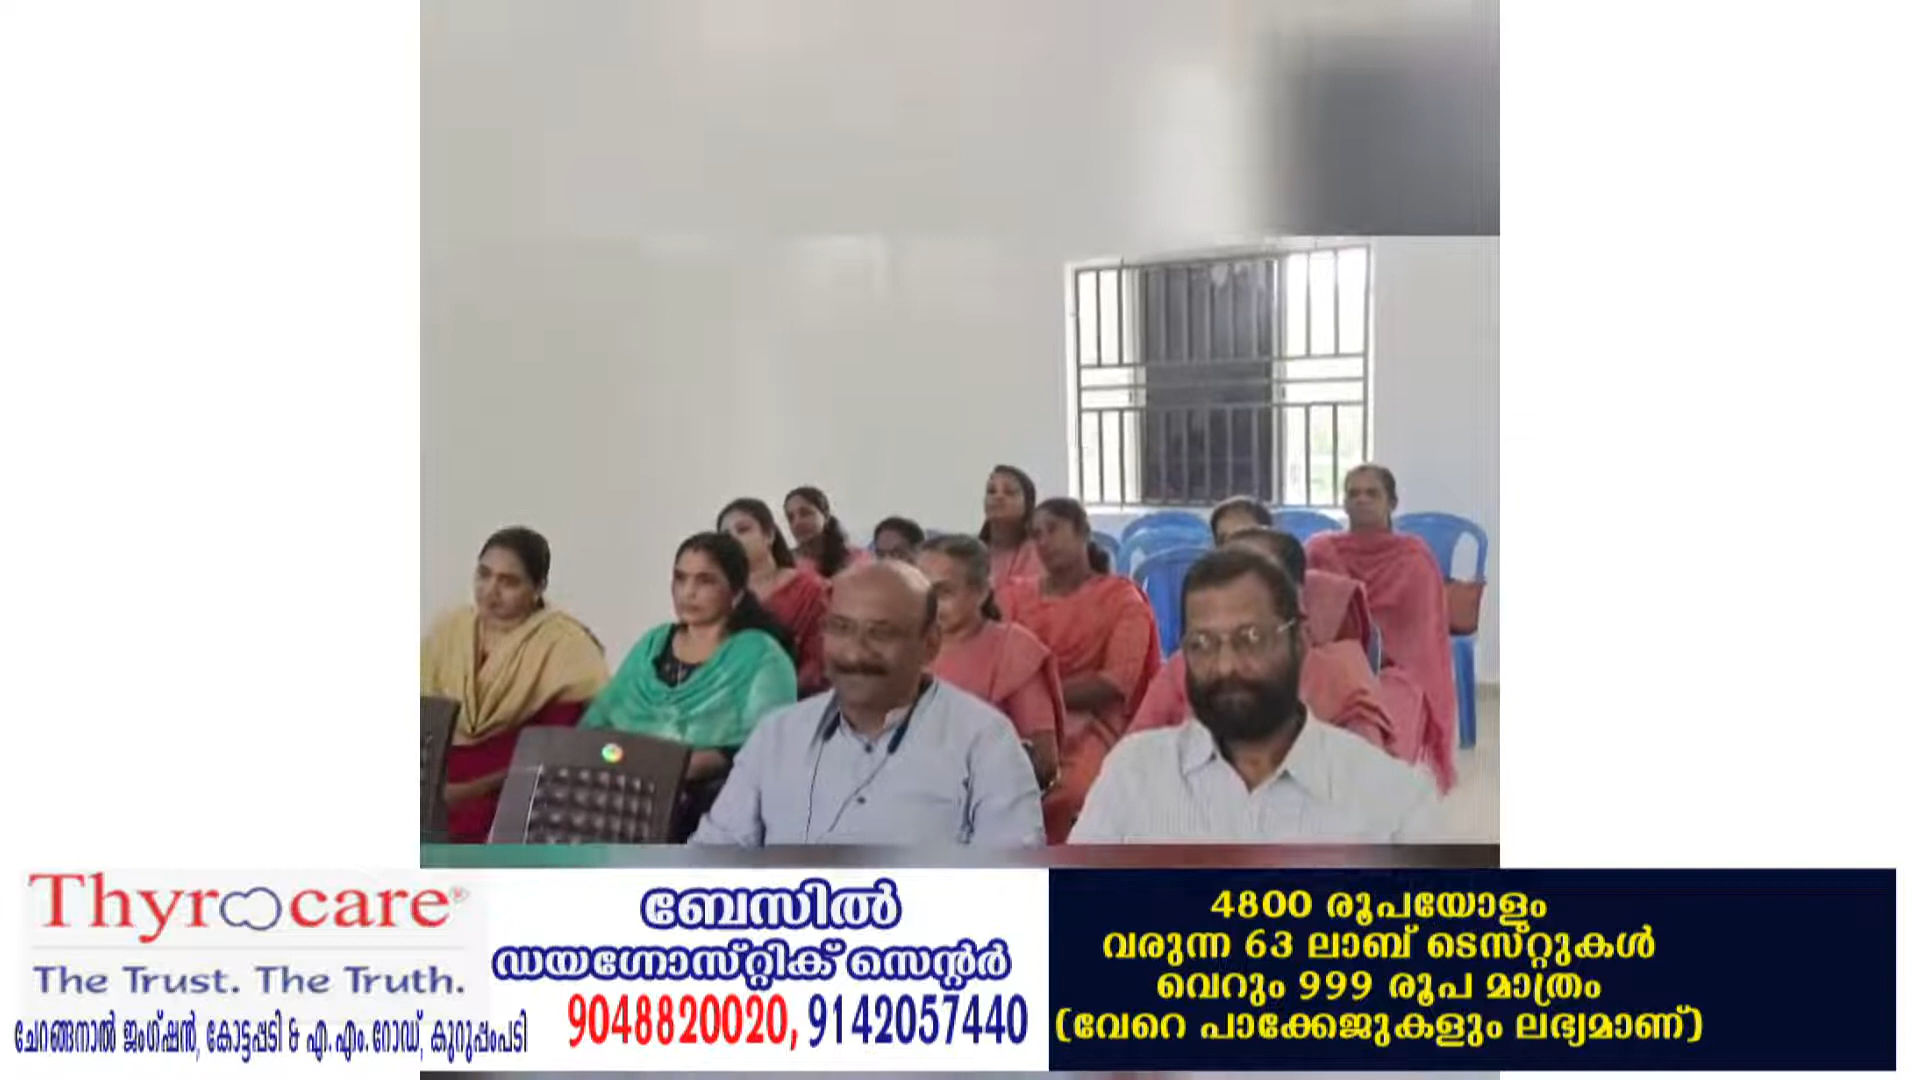 Thyrocare®
The Trust. The Truth.
ചേറങ്ങനാൽ ജംഗ്ഷൻ, കോട്ടപ്പടി & എ.എം.റോഡ്, കുറുപ്പംപടി
ബേസിൽ
ഡയഗ്നോസ്റ്റിക് സെന്റർ
9048820020, 9142057440
4800 രൂപയോളം
വരുന്ന 63 ലാബ് ടെസ്റ്റുകൾ
വെറും 999 രൂപ മാത്രം
(വേറെ പാക്കേജുകളും ലഭ്യമാണ്)